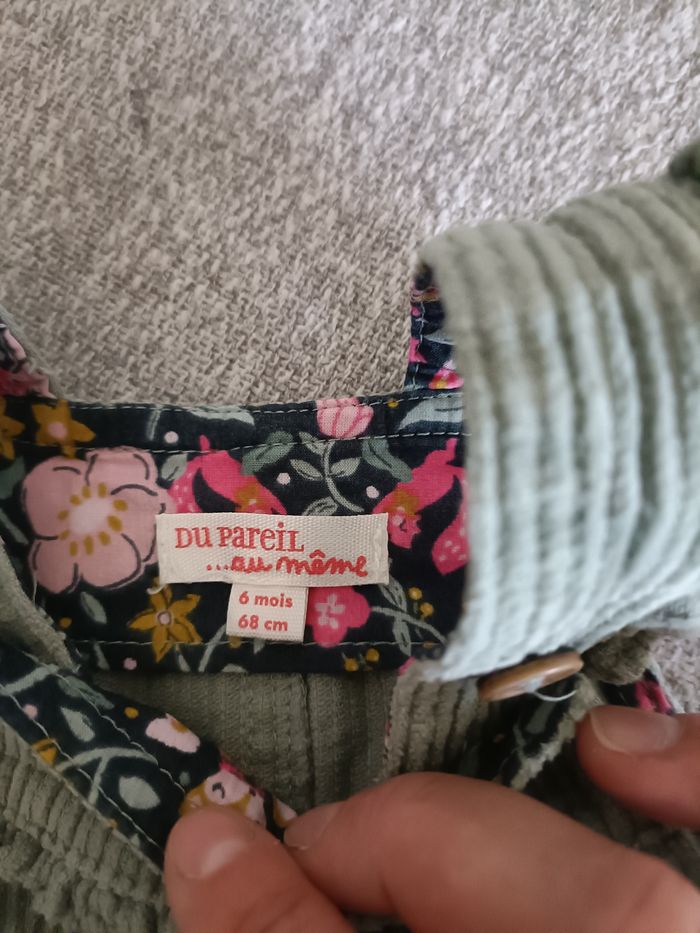 Du Pareil
...au même
6 mois
68 cm